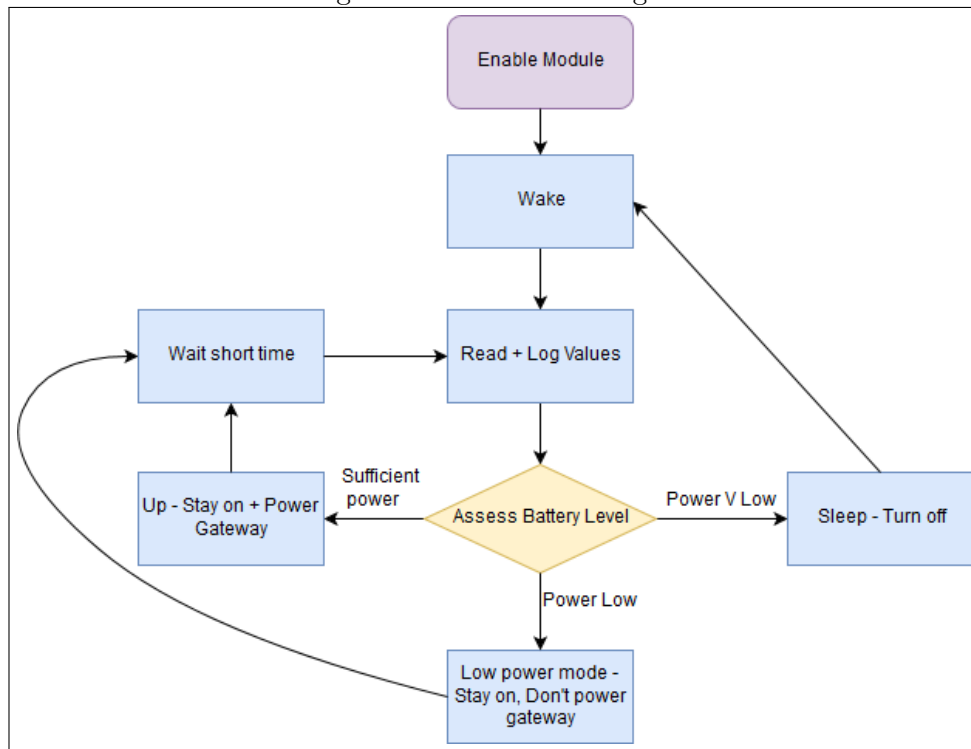 Enable Module
Wake
Wait short time
Read + Log Values
Sufficient
power
Up - Stay on + Power
Gateway
Assess Battery Level
Power V Low
Sleep - Turn off
Power Low
Low power mode -
Stay on, Don't power
gateway